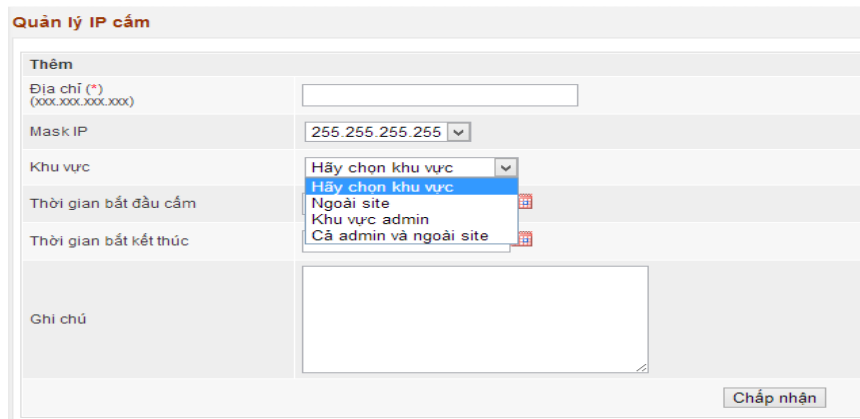 Quản lý IP cấm
Thêm
Địa chỉ (*)
(xxx.xxx.xxx.xxx)
Mask IP
255.255.255.255
Khu vực
Hãy chọn khu vực
Hãy chọn khu vực
Ngoài site
Khu vực admin
Cả admin và ngoài site
Thời gian bắt đầu cấm
Thời gian bắt kết thúc
Ghi chú
Chấp nhận